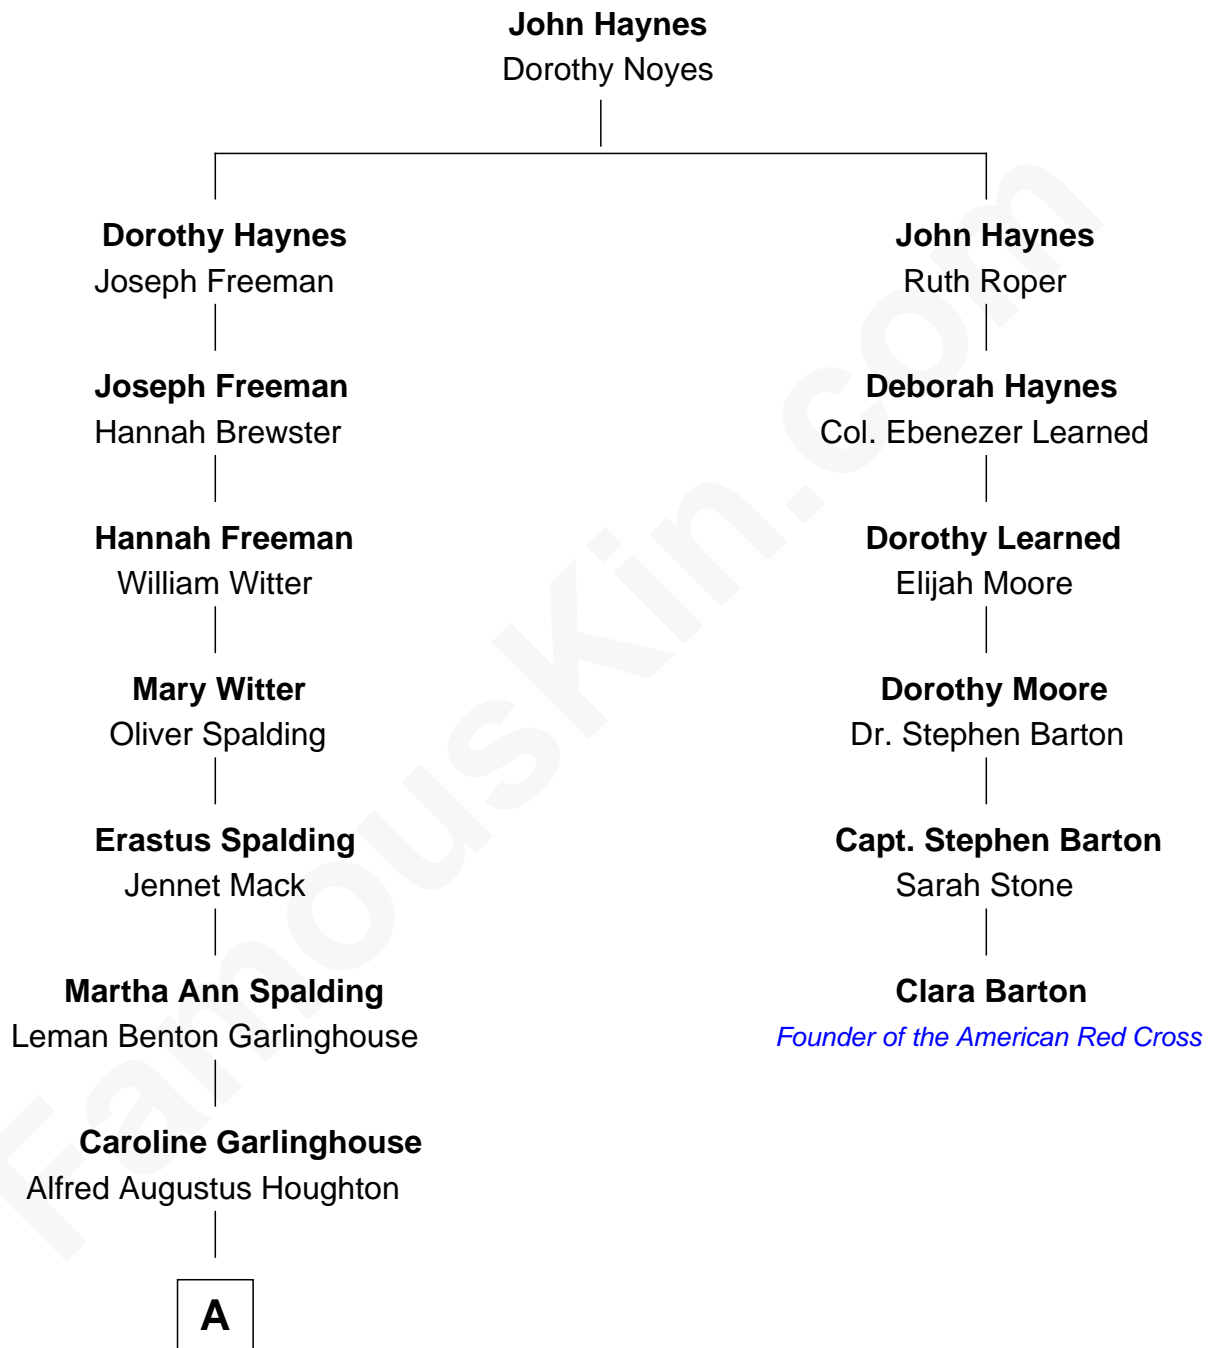 John Haynes
Dorothy Noyes
Dorothy Haynes
Joseph Freeman
John Haynes
Ruth Roper
Joseph Freeman
Hannah Brewster
Deborah Haynes
Col. Ebenezer Learned
Hannah Freeman
William Witter
Dorothy Learned
Elijah Moore
Mary Witter
Oliver Spalding
Dorothy Moore
Dr. Stephen Barton
Erastus Spalding
Jennet Mack
Capt. Stephen Barton
Sarah Stone
Martha Ann Spalding
Leman Benton Garlinghouse
Clara Barton
Founder of the American Red Cross
Caroline Garlinghouse
Alfred Augustus Houghton
A
FamousKin.com